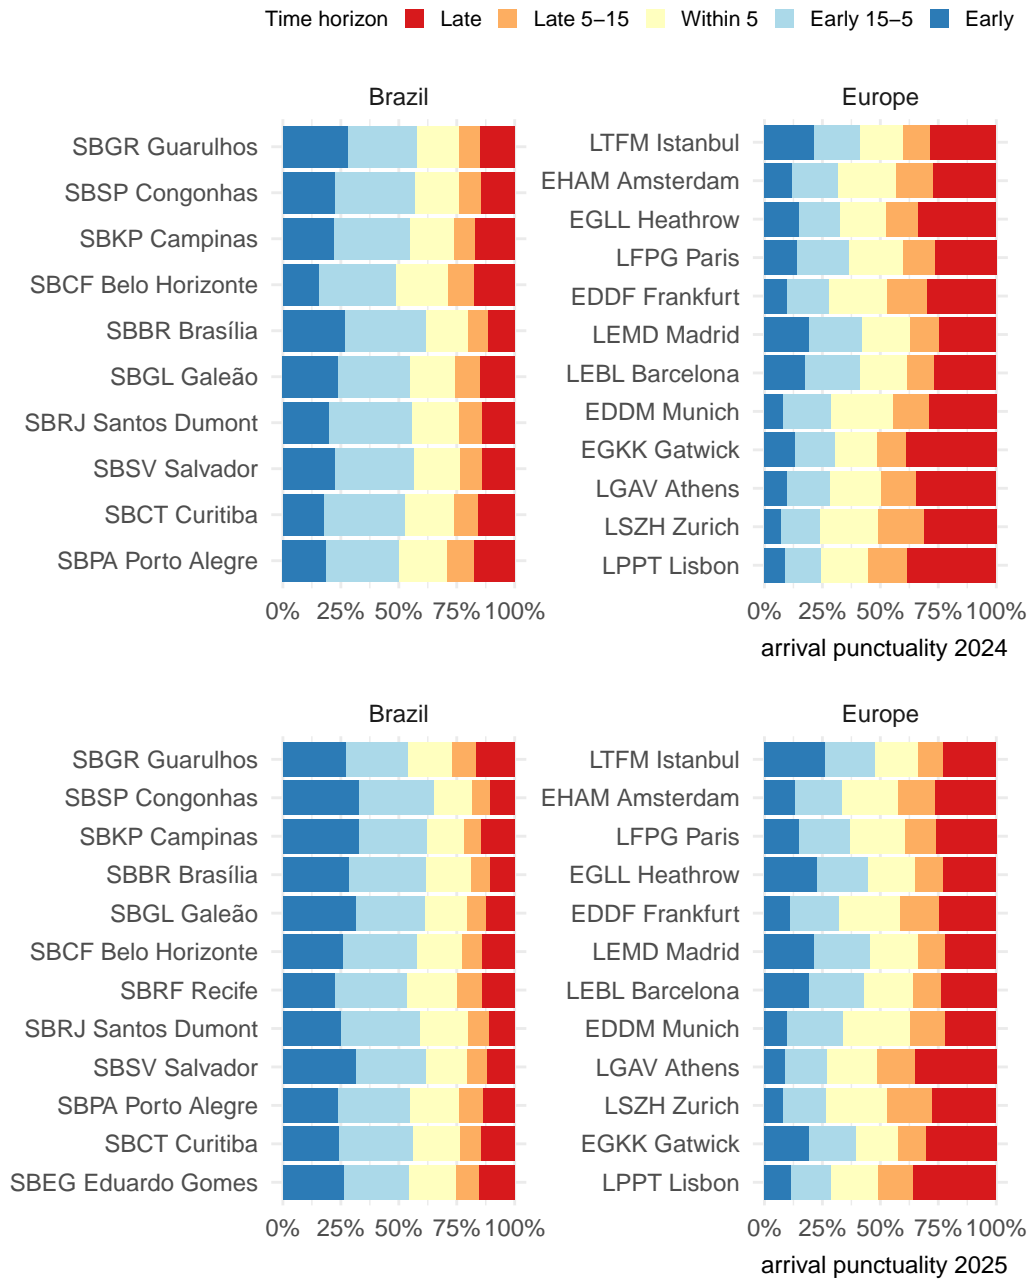 Time horizon Late Late 5−15 Within 5 Early 15−5 Early
Brazil
SBGR Guarulhos
SBSP Congonhas
SBKP Campinas
SBCF Belo Horizonte
SBBR Brasília
SBGL Galeão
SBRJ Santos Dumont
SBSV Salvador
SBCT Curitiba
SBPA Porto Alegre
0% 25% 50% 75% 100%
Europe
LTFM Istanbul
EHAM Amsterdam
EGLL Heathrow
LFPG Paris
EDDF Frankfurt
LEMD Madrid
LEBL Barcelona
EDDM Munich
EGKK Gatwick
LGAV Athens
LSZH Zurich
LPPT Lisbon
0% 25% 50% 75% 100%
arrival punctuality 2024
Brazil
SBGR Guarulhos
SBSP Congonhas
SBKP Campinas
SBBR Brasília
SBGL Galeão
SBCF Belo Horizonte
SBRF Recife
SBRJ Santos Dumont
SBSV Salvador
SBPA Porto Alegre
SBCT Curitiba
SBEG Eduardo Gomes
0% 25% 50% 75% 100%
Europe
LTFM Istanbul
EHAM Amsterdam
LFPG Paris
EGLL Heathrow
EDDF Frankfurt
LEMD Madrid
LEBL Barcelona
EDDM Munich
LGAV Athens
LSZH Zurich
EGKK Gatwick
LPPT Lisbon
0% 25% 50% 75% 100%
arrival punctuality 2025